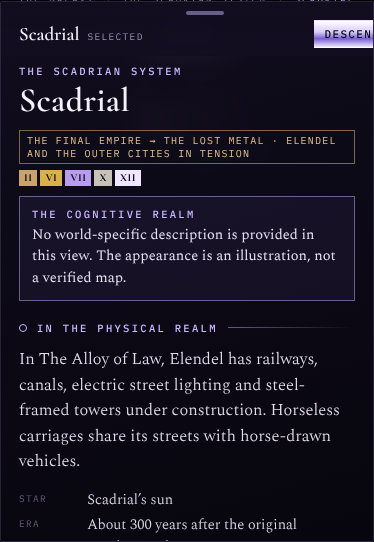 Scadrial SELECTED
DESCEN
THE SCADRIAN SYSTEM
Scadrial
THE FINAL EMPIRE → THE LOST METAL · ELENDEL
AND THE OUTER CITIES IN TENSION
II VI VII X XII
THE COGNITIVE REALM
No world-specific description is provided in
this view. The appearance is an illustration, not
a verified map.
IN THE PHYSICAL REALM
In The Alloy of Law, Elendel has railways,
canals, electric street lighting and steel-
framed towers under construction. Horseless
carriages share its streets with horse-drawn
vehicles.
STAR Scadrial’s sun
ERA About 300 years after the original